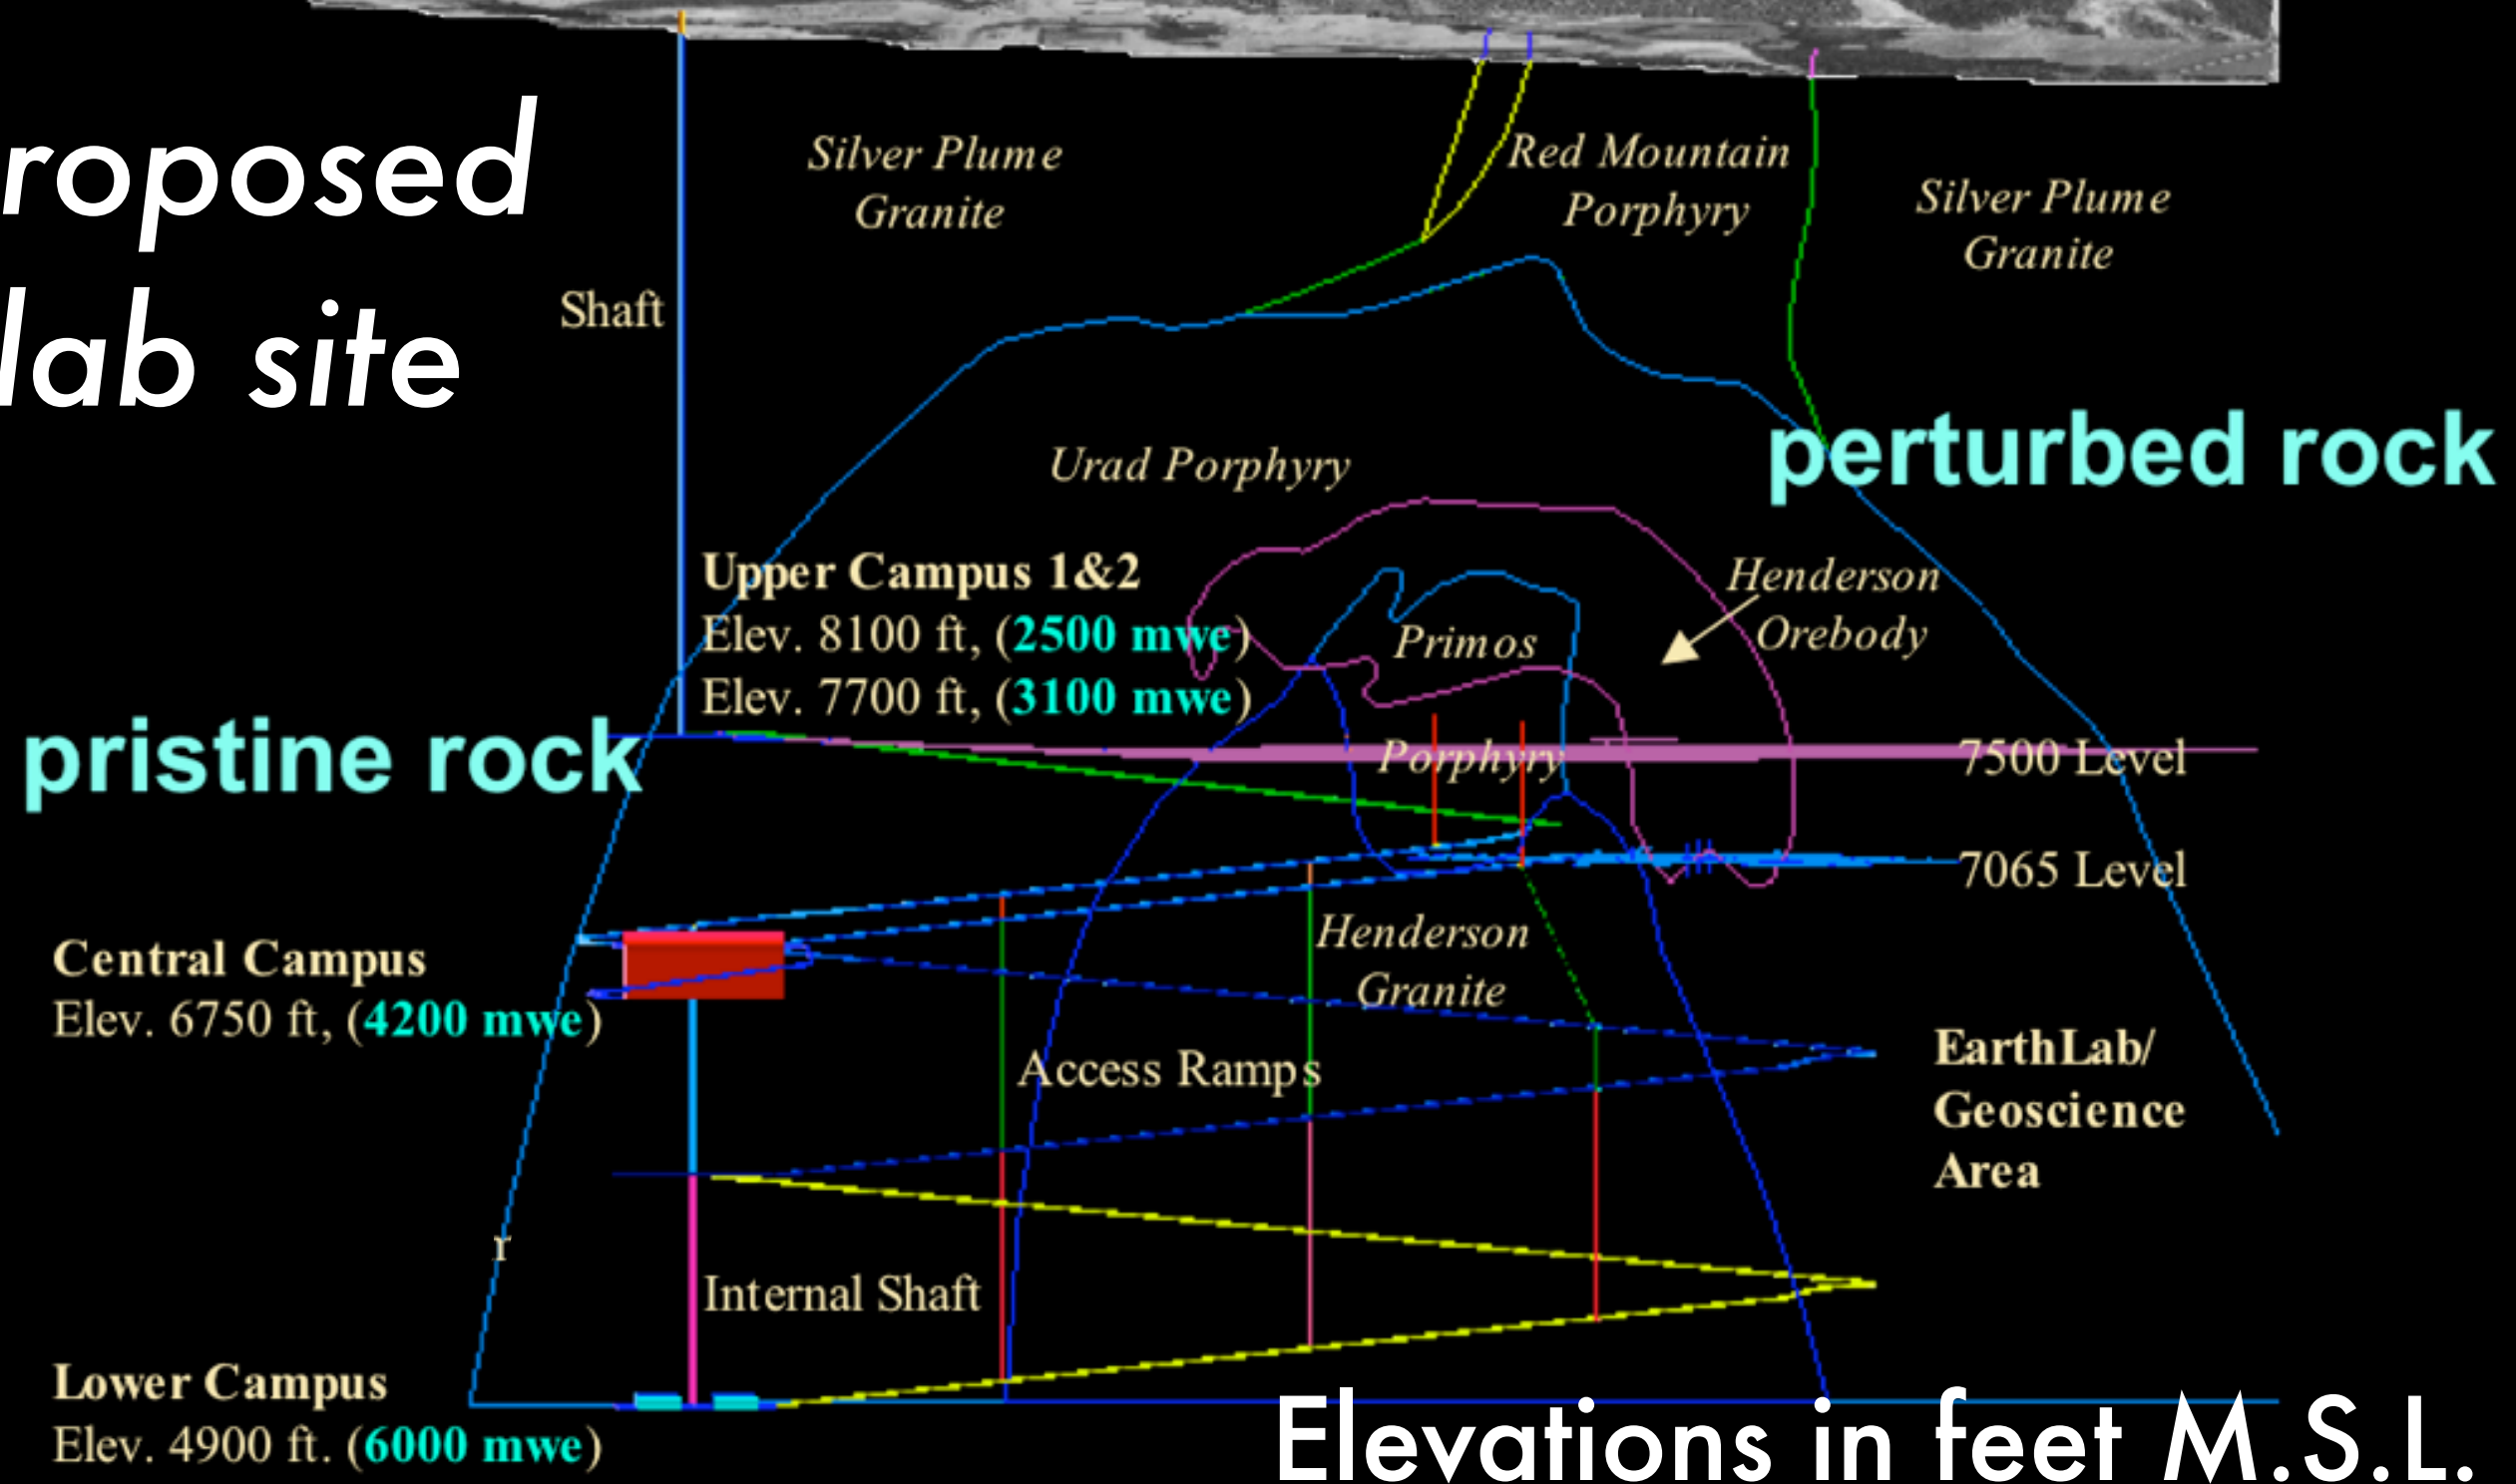 roposed
lab site
Silver Plume
Granite
Red Mountain
Porphyry
Silver Plume
Granite
Shaft
perturbed rock
Urad Porphyry
Upper Campus 1&2
Elev. 8100 ft, (2500 mwe)
Elev. 7700 ft, (3100 mwe)
Henderson
Orebody
Primos
Porphyry
pristine rock
7500 Level
7065 Level
Central Campus
Elev. 6750 ft, (4200 mwe)
Henderson
Granite
Access Ramps
EarthLab/
Geoscience
Area
r
Internal Shaft
Lower Campus
Elev. 4900 ft. (6000 mwe)
Elevations in feet M.S.L.